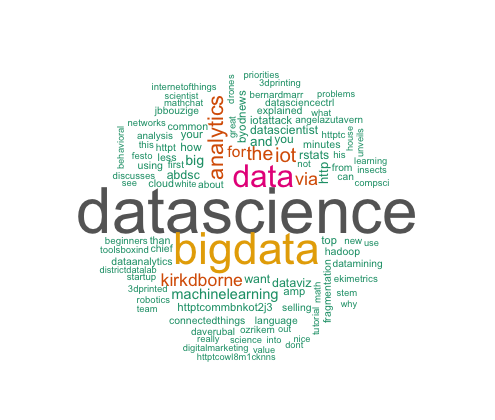 priorities
internetofthings
drones
3dprinting
scientist
bernardmarr
problems
mathchat
datasciencectrl
jbbouzige
byodnews
explained
what
analytics
great
iotattack
angelazutavern
networks
common
datascientist
httptc
house
unveils
behavioral
analysis
your
and
you
minutes
this
httpt
how
for
the
iot
rstats
his
festo
less
big
not
http
learning
using
first
from
insects
discusses
abdsc
data
via
can
compsci
see
cloud
white
about
datascience
beginners
than
bigdata
top
new
use
toolsboxind
chief
hadoop
dataanalytics
datamining
districtdatalab
kirkdborne
want
dataviz
fragmentation
ekimetrics
startup
3dprinted
machinelearning
amp
math
stem
robotics
httptcommbnkot2j3
selling
tutorial
why
team
connectedthings
language
daverubal
ozrikem
out
really
science
into
nice
digitalmarketing
value
dont
httptcowl8m1cknns